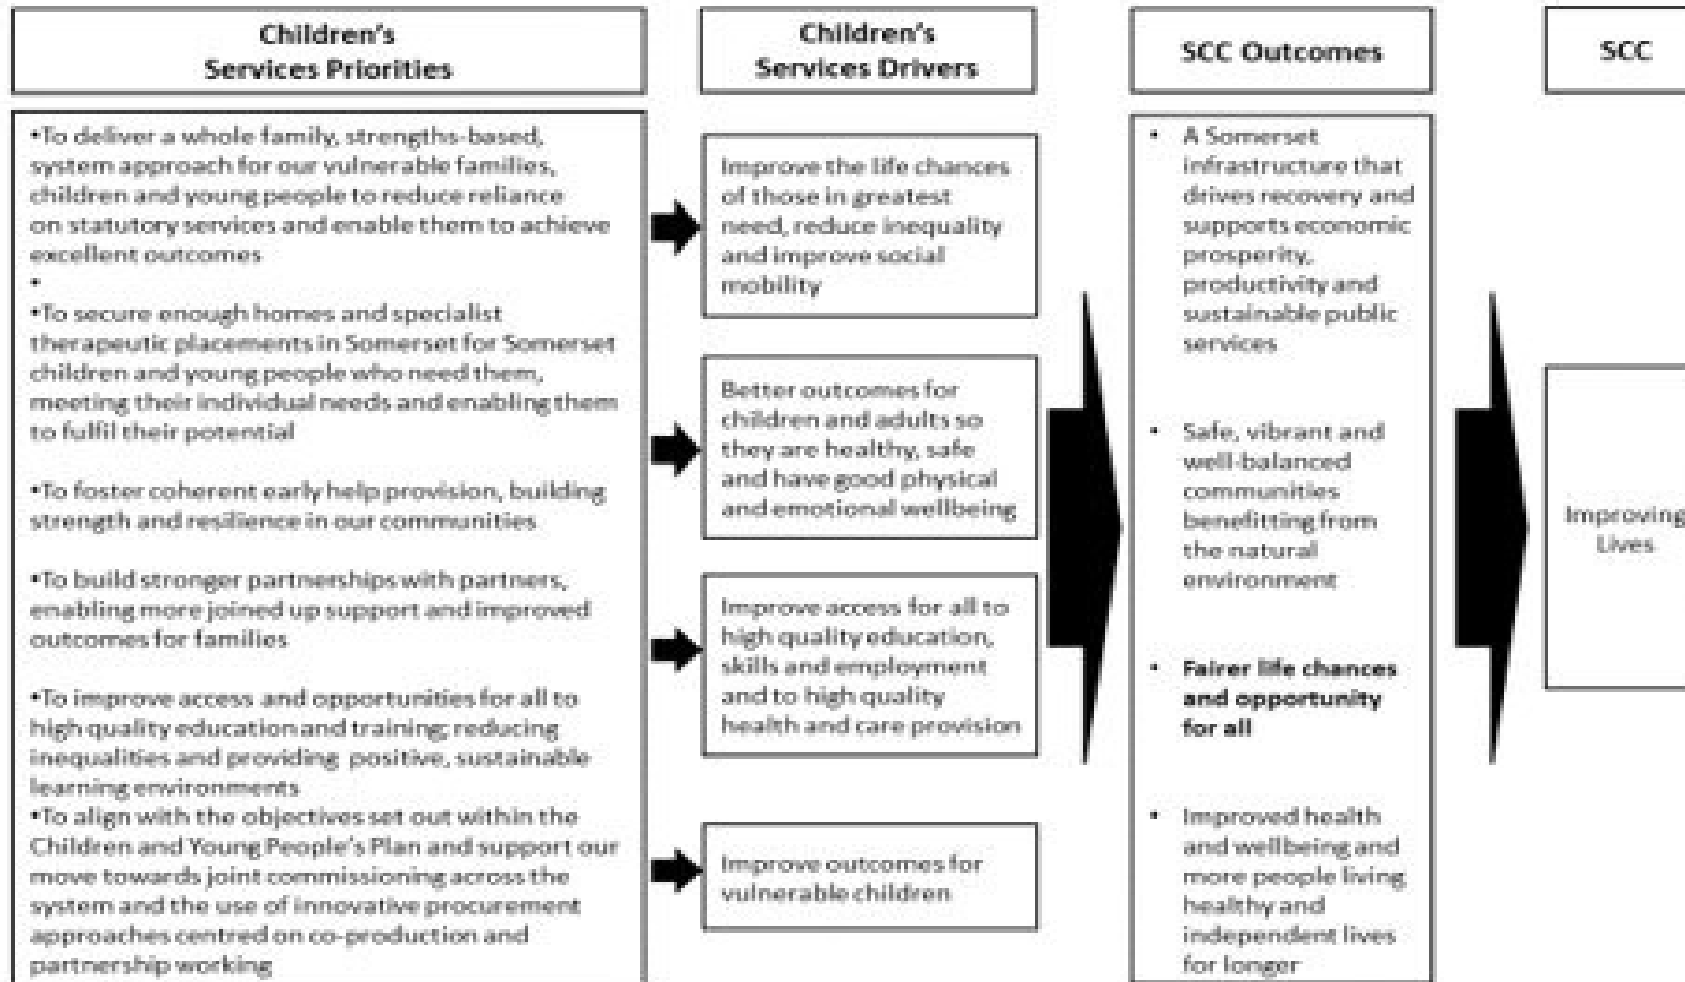 Children's
Services Priorities
•To deliver a whole family, strengths-based,
system approach for our vulnerable families,
children and young people to reduce reliance
on statutory services and enable them to achieve
excellent outcomes
•
•To secure enough homes and specialist
therapeutic placements in Somerset for Somerset
children and young people who need them,
meeting their individual needs and enabling them
to fulfil their potential
•To foster coherent early help provision, building
strength and resilience in our communities
•To build stronger partnerships with partners,
enabling more joined up support and improved
outcomes for families
•To improve access and opportunities for all to
high quality education and training; reducing
inequalities and providing positive, sustainable
learning environments
•To align with the objectives set out within the
Children and Young People's Plan and support our
move towards joint commissioning across the
system and the use of innovative procurement
approaches centred on co-production and
partnership working
Children's
Services Drivers
Improve the life chances
of those in greatest
need, reduce inequality
and improve social
mobility
Better outcomes for
children and adults so
they are healthy, safe
and have good physical
and emotional wellbeing
Improve access for all to
high quality education,
skills and employment
and to high quality
health and care provision
Improve outcomes for
vulnerable children
SCC Outcomes
• A Somerset
infrastructure that
drives recovery and
supports economic
prosperity,
productivity and
sustainable public
services
• Safe, vibrant and
well-balanced
communities
benefitting from
the natural
environment
• Fairer life chances
and opportunity
for all
• Improved health
and wellbeing and
more people living
healthy and
independent lives
for longer
SCC
Improving
Lives